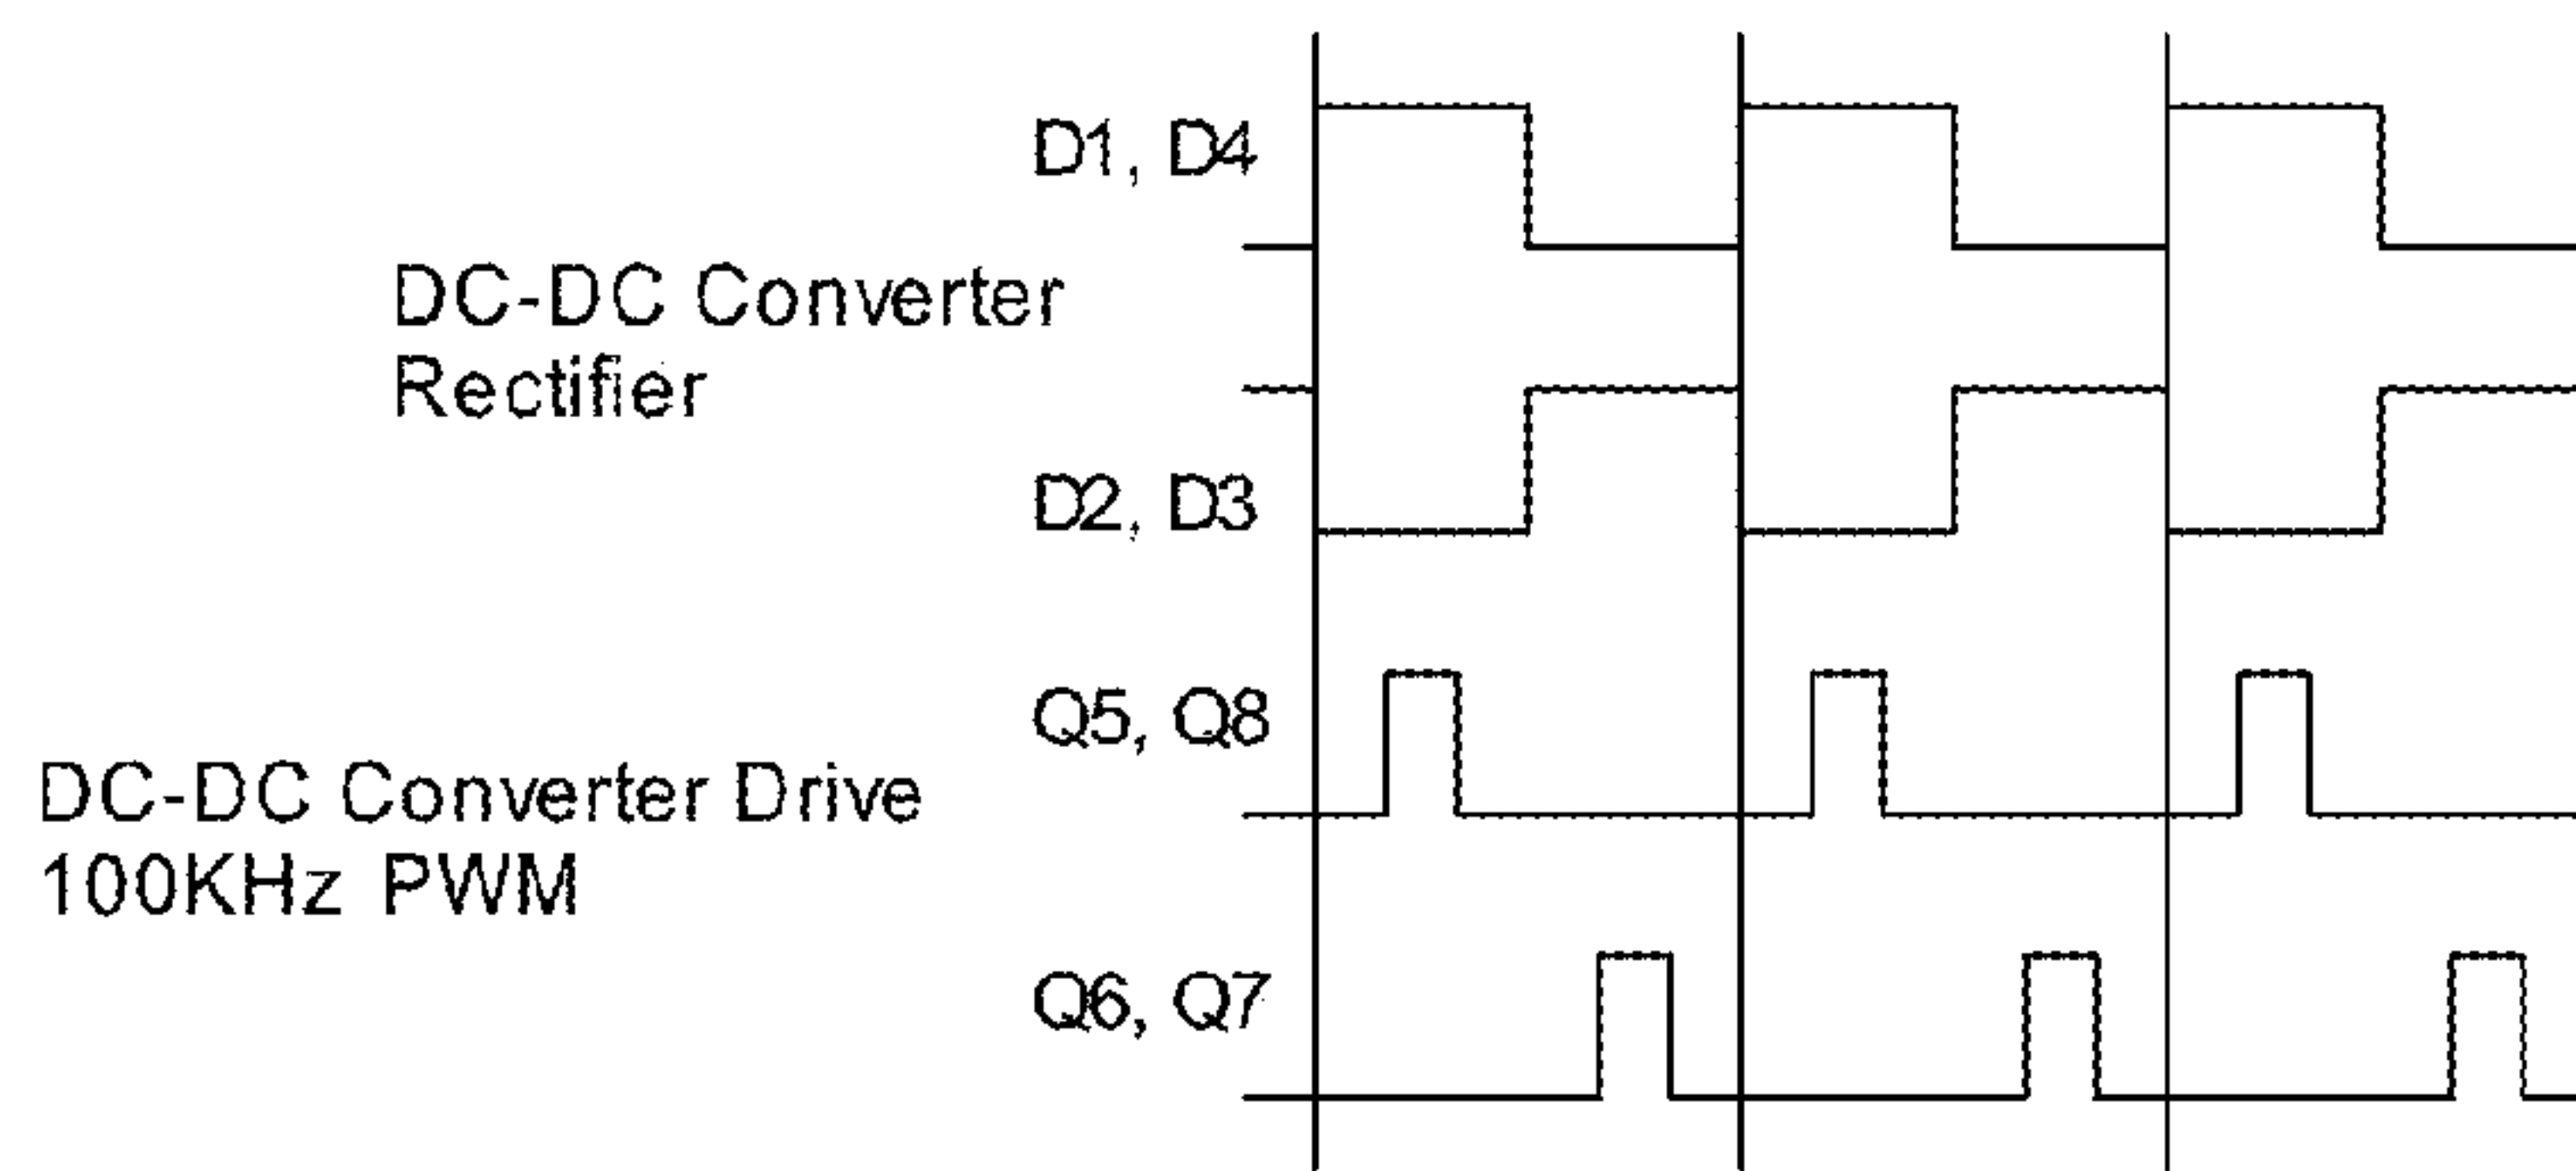 D1, D4
DC-DC Converter
Rectifier
D2, D3
Q5, Q8
DC-DC Converter Drive
100KHz PWM
Q6, Q7